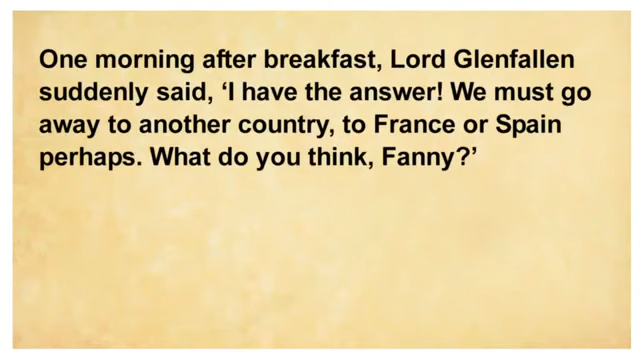 One morning after breakfast, Lord Glenfallen
suddenly said, ‘I have the answer! We must go
away to another country, to France or Spain
perhaps. What do you think, Fanny?’